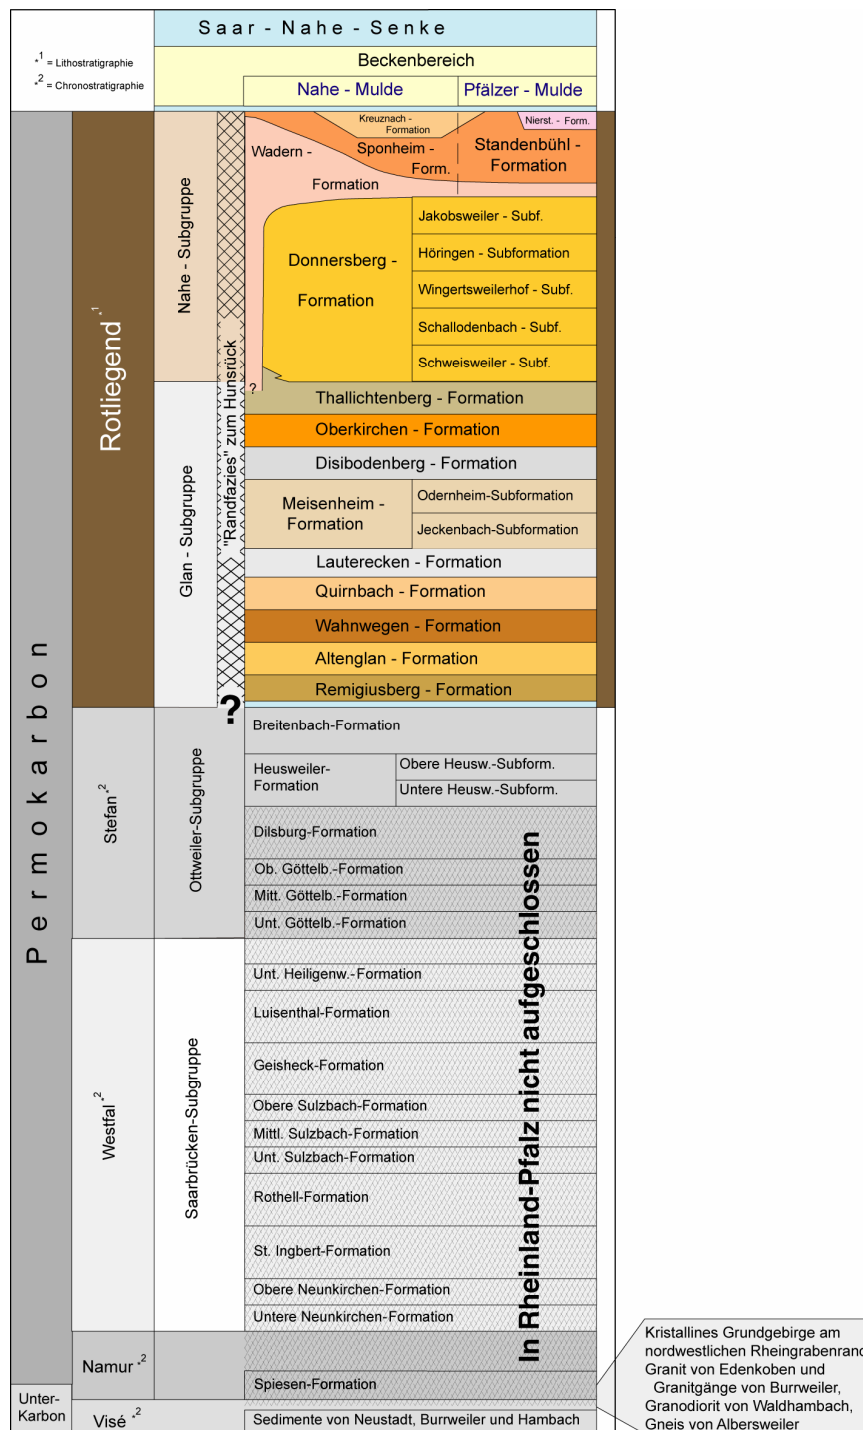 Saar - Nahe - Senke
*1 = Lithostratigraphie
*2 = Chronostratigraphie
Beckenbereich
Nahe - Mulde
Pfälzer - Mulde
Permokarbon
Rotliegend *1
Nahe - Subgruppe
"Randfazies" zum Hunsrück
Kreuznach -
Formation
Nierst. - Form.
Wadern -
Formation
Sponheim -
Form.
Standenbühl -
Formation
Donnersberg -
Formation
Jakobsweiler - Subf.
Höringen - Subformation
Wingertsweilerhof - Subf.
Schallodenbach - Subf.
Schweisweiler - Subf.
?
Glan - Subgruppe
Thallichtenberg - Formation
Oberkirchen - Formation
Disibodenberg - Formation
Meisenheim -
Formation
Odernheim-Subformation
Jeckenbach-Subformation
Lauterecken - Formation
Quirnbach - Formation
Wahnwegen - Formation
Altenglan - Formation
Remigiusberg - Formation
?
Stefan *2
Ottweiler-Subgruppe
Breitenbach-Formation
Heusweiler-
Formation
Obere Heusw.-Subform.
Untere Heusw.-Subform.
Dilsburg-Formation
Ob. Göttelb.-Formation
Mitt. Göttelb.-Formation
Unt. Göttelb.-Formation
In Rheinland-Pfalz nicht aufgeschlossen
Westfal *2
Saarbrücken-Subgruppe
Unt. Heiligenw.-Formation
Luisenthal-Formation
Geisheck-Formation
Obere Sulzbach-Formation
Mittl. Sulzbach-Formation
Unt. Sulzbach-Formation
Rothell-Formation
St. Ingbert-Formation
Obere Neunkirchen-Formation
Untere Neunkirchen-Formation
Namur *2
Spiesen-Formation
Unter-
Karbon
Visé *2
Sedimente von Neustadt, Burrweiler und Hambach
Kristallines Grundgebirge am
nordwestlichen Rheingrabenrand
Granit von Edenkoben und
Granitgänge von Burrweiler,
Granodiorit von Waldhambach,
Gneis von Albersweiler